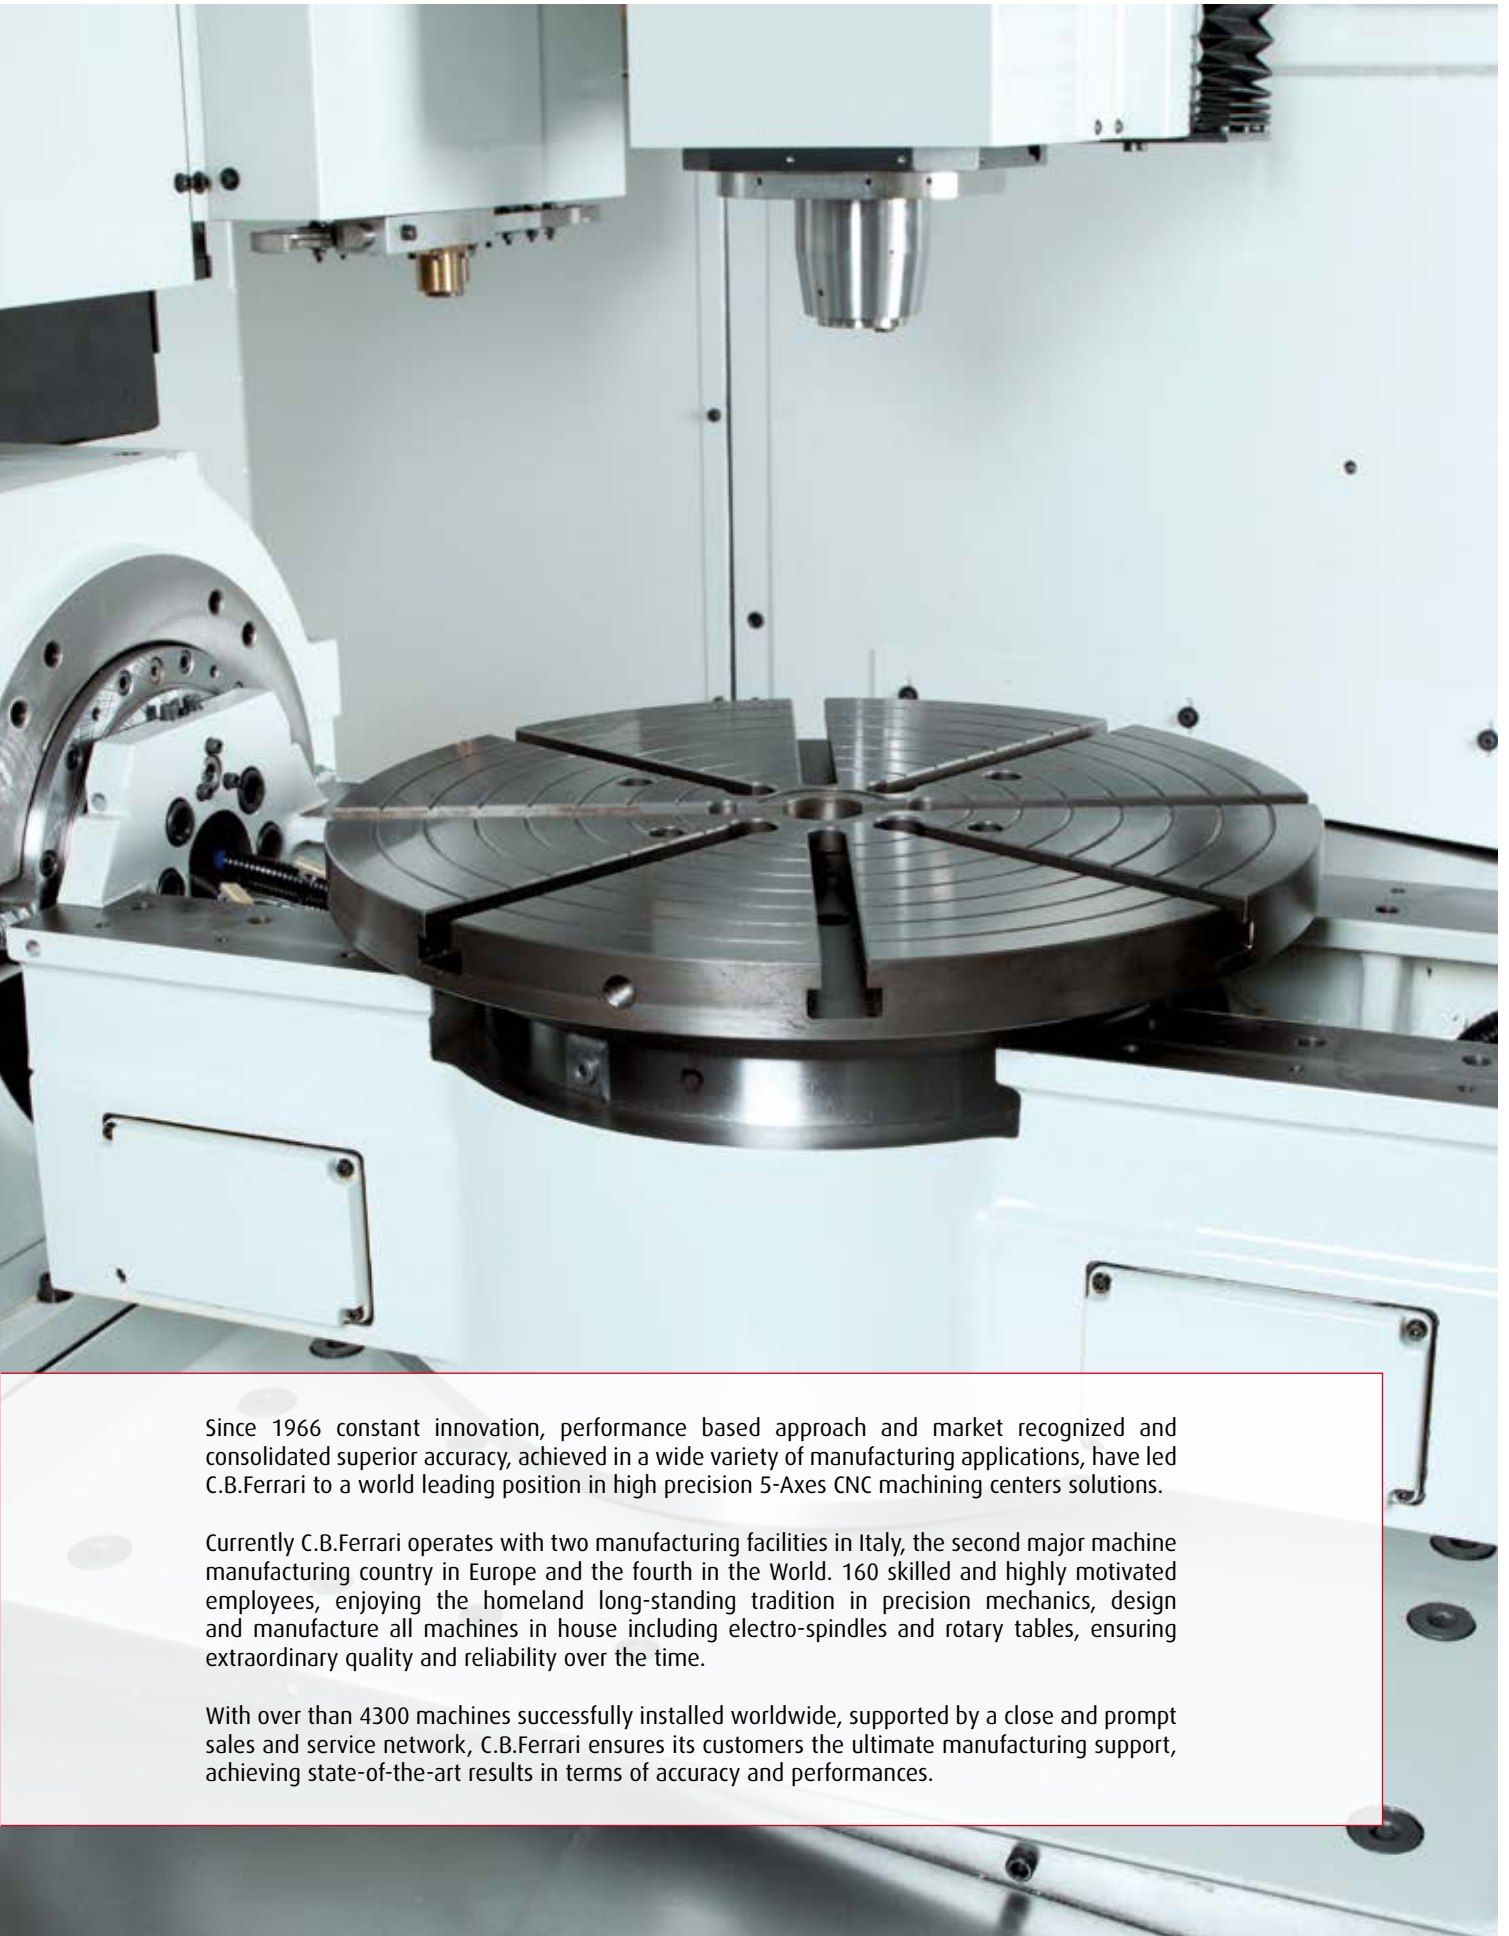 Since 1966 constant innovation, performance based approach and market recognized and
consolidated superior accuracy, achieved in a wide variety of manufacturing applications, have led
C.B.Ferrari to a world leading position in high precision 5-Axes CNC machining centers solutions.
Currently C.B.Ferrari operates with two manufacturing facilities in Italy, the second major machine
manufacturing country in Europe and the fourth in the World. 160 skilled and highly motivated
employees, enjoying the homeland long-standing tradition in precision mechanics, design
and manufacture all machines in house including electro-spindles and rotary tables, ensuring
extraordinary quality and reliability over the time.
With over than 4300 machines successfully installed worldwide, supported by a close and prompt
sales and service network, C.B.Ferrari ensures its customers the ultimate manufacturing support,
achieving state-of-the-art results in terms of accuracy and performances.